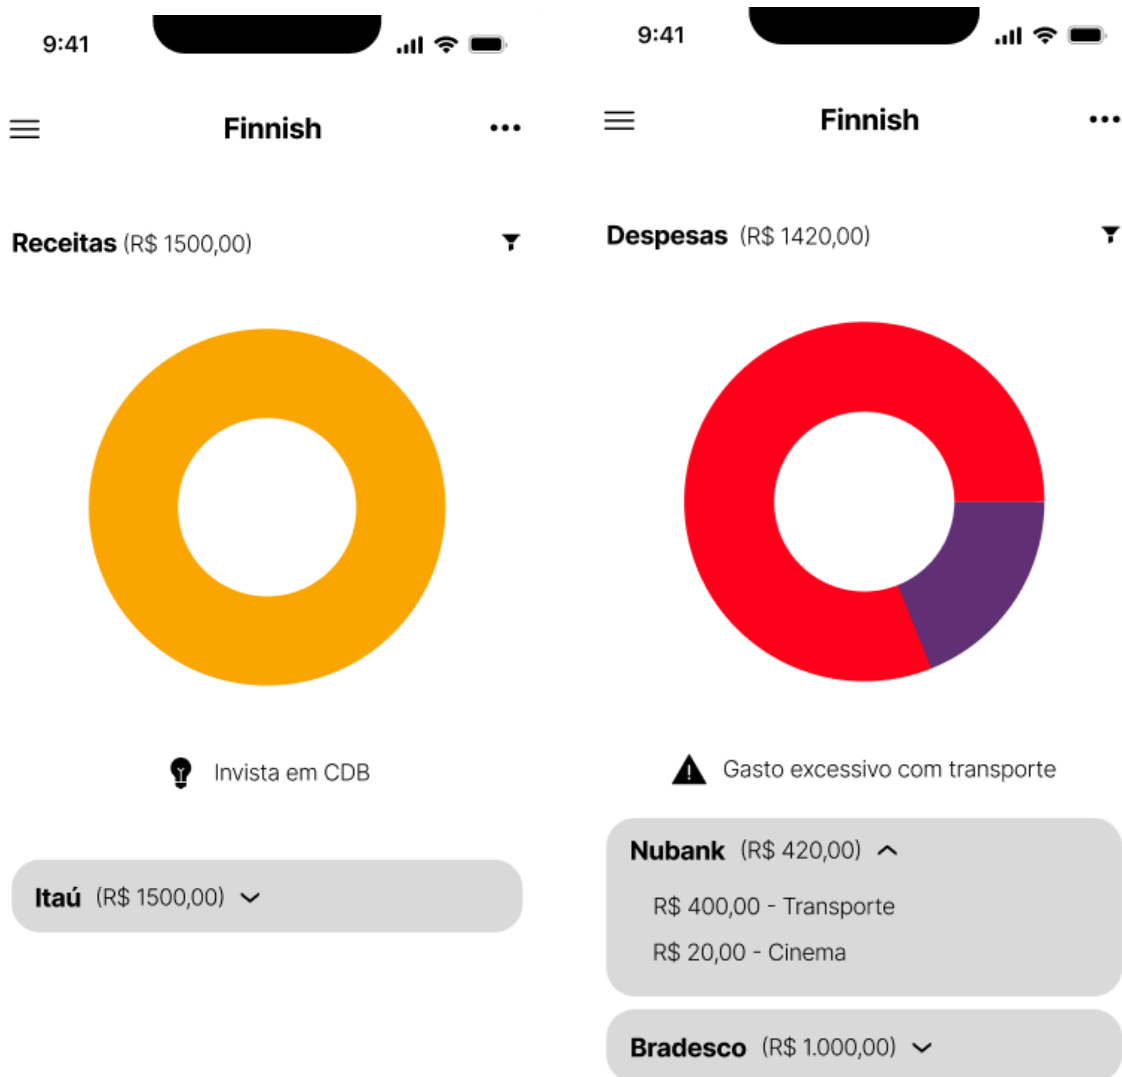 9:41
Finnish
Receitas (R$ 1500,00)
Invista em CDB
Itaú (R$ 1500,00)
9:41
Finnish
Despesas (R$ 1420,00)
Gasto excessivo com transporte
Nubank (R$ 420,00)
R$ 400,00 - Transporte
R$ 20,00 - Cinema
Bradesco (R$ 1.000,00)